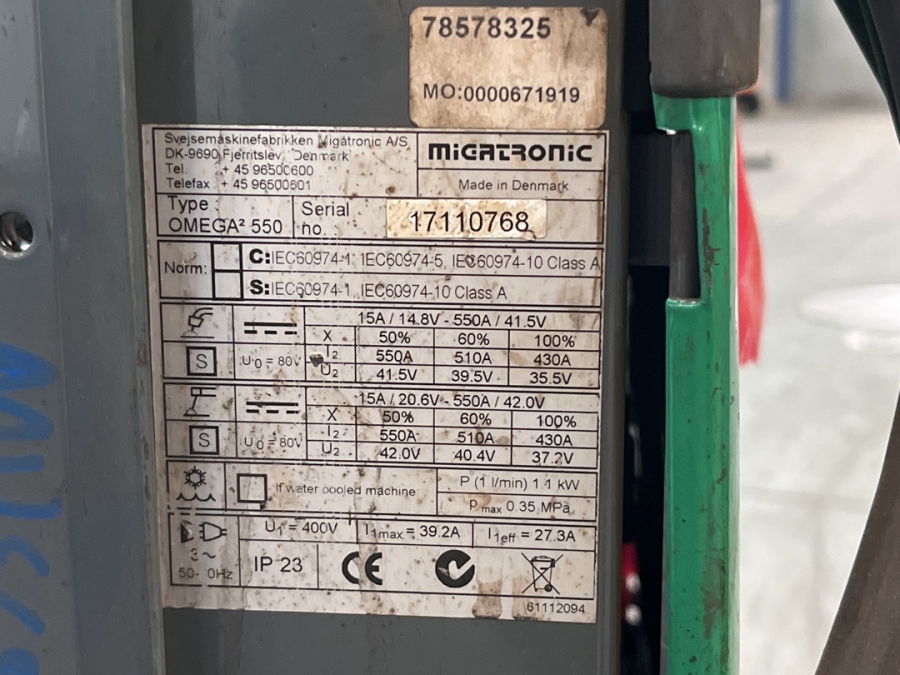 78578325
MO:0000671919
Svejsemaskinefabrikken Migatronic A/S
DK-9690 Fjerritslev, Denmark
Tel. + 45 96500600
Telefax + 45 96500601
MIGATRONIC
Made in Denmark
Type :
OMEGA² 550
Serial
no.
17110768
Norm:
C:IEC60974-1, IEC60974-5, IEC60974-10 Class A
S:IEC60974-1, IEC60974-10 Class A
15A / 14.8V - 550A / 41.5V
X 50% 60% 100%
S U0 = 80V I2 550A 510A 430A
U2 41.5V 39.5V 35.5V
15A / 20.6V - 550A / 42.0V
X 50% 60% 100%
S U0 = 80V I2 550A 510A 430A
U2 42.0V 40.4V 37.2V
If water cooled machine
P (1 l/min) 1.1 kW
P max 0.35 MPa
U1 = 400V I1max = 39.2A I1eff = 27.3A
3~
50- 0Hz
IP 23
CE
61112094